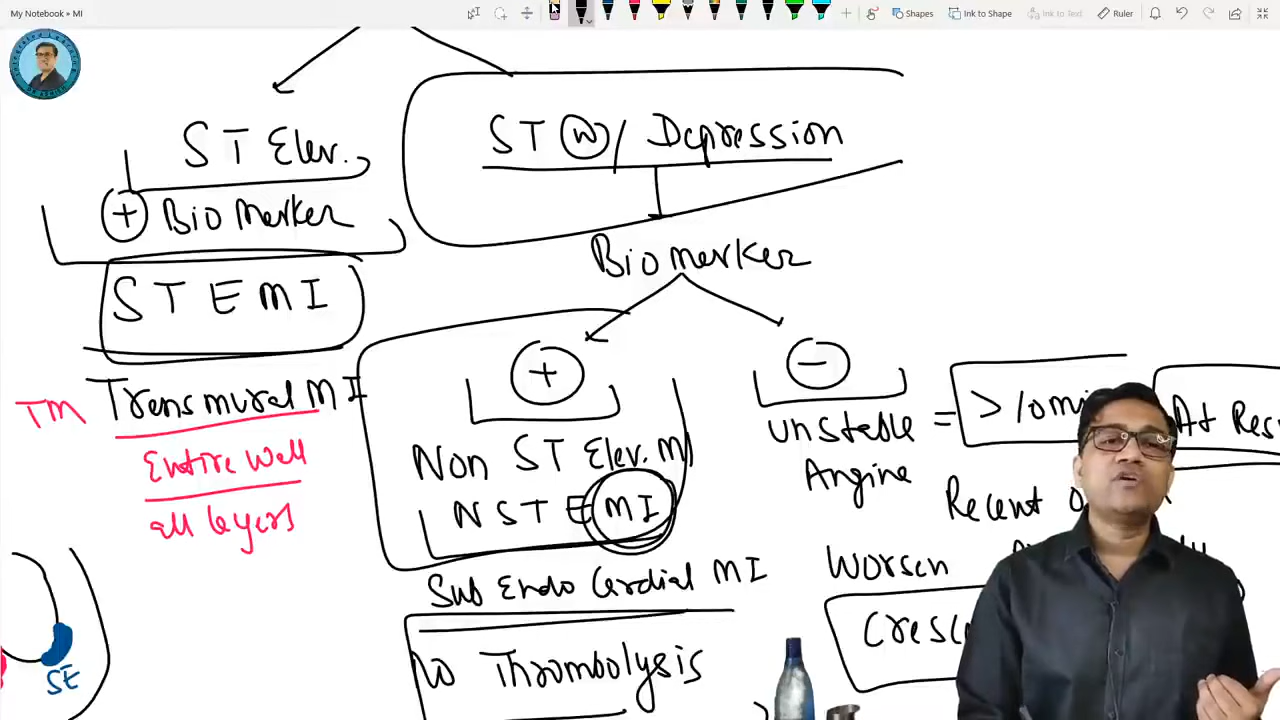 My Notebook » MI
Shapes
Ink to Shape
Ink to Text
Ruler
ST Elev.
+ Bio Marker
STEMI
Transmural MI
TM
Entire Wall
all layers
ST N / Depression
Biomarker
+
Non ST Elev. MI
NSTEMI
Sub Endo Cardial MI
No Thrombolysis
-
Unstable = >10mi
Angine
At Res
Recent O
Worsen
Cresc
SE